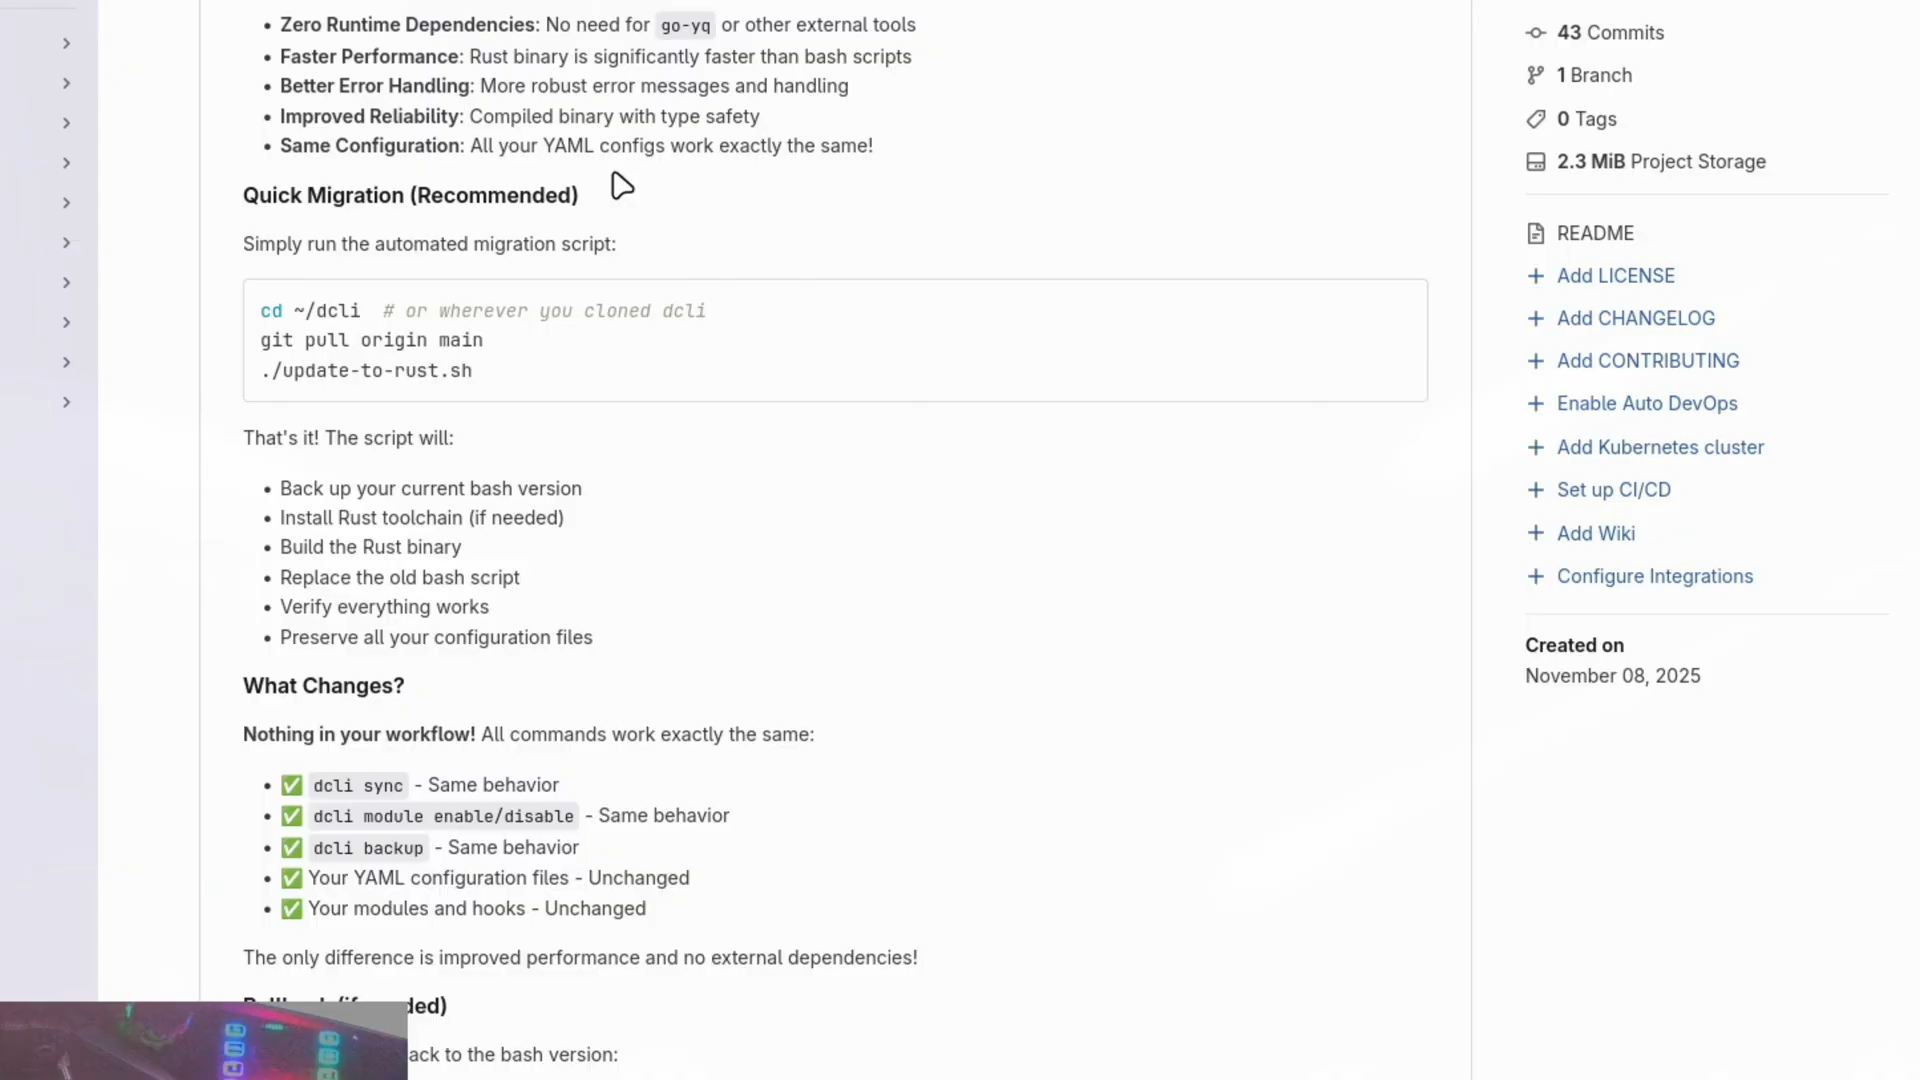 Zero Runtime Dependencies: No need for go-yq or other external tools
Faster Performance: Rust binary is significantly faster than bash scripts
Better Error Handling: More robust error messages and handling
Improved Reliability: Compiled binary with type safety
Same Configuration: All your YAML configs work exactly the same!
Quick Migration (Recommended)
Simply run the automated migration script:
cd ~/dcli # or wherever you cloned dcli
git pull origin main
./update-to-rust.sh
That's it! The script will:
Back up your current bash version
Install Rust toolchain (if needed)
Build the Rust binary
Replace the old bash script
Verify everything works
Preserve all your configuration files
What Changes?
Nothing in your workflow! All commands work exactly the same:
✅ dcli sync - Same behavior
✅ dcli module enable/disable - Same behavior
✅ dcli backup - Same behavior
✅ Your YAML configuration files - Unchanged
✅ Your modules and hooks - Unchanged
The only difference is improved performance and no external dependencies!
to the bash version:
43 Commits
1 Branch
0 Tags
2.3 MiB Project Storage
README
Add LICENSE
Add CHANGELOG
Add CONTRIBUTING
Enable Auto DevOps
Add Kubernetes cluster
Set up CI/CD
Add Wiki
Configure Integrations
Created on
November 08, 2025